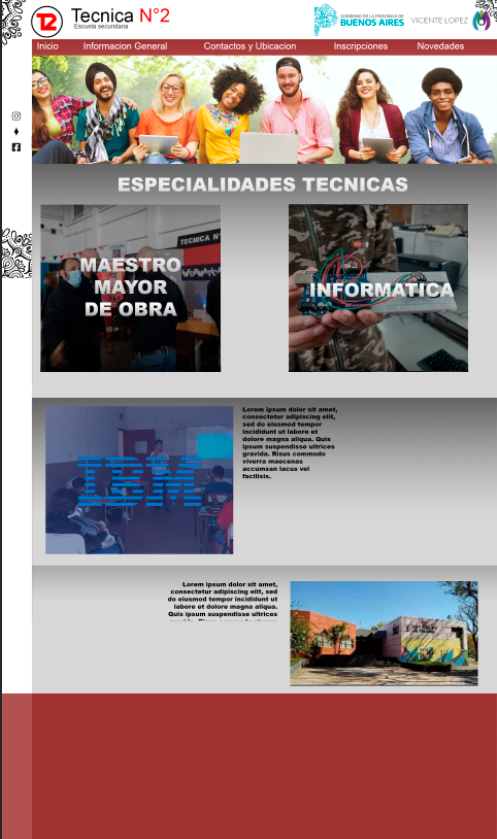 T2
Tecnica N°2
Escuela secundaria
GOBIERNO DE LA PROVINCIA DE
BUENOS AIRES
VICENTE LOPEZ
Inicio Informacion General Contactos y Ubicacion Inscripciones Novedades
ESPECIALIDADES TECNICAS
TECNICA N°
INFORMATICA
MAESTRO
MAYOR
DE OBRA
INFORMATICA
IBM
Lorem ipsum dolor sit amet,
consectetur adipiscing elit,
sed do eiusmod tempor
incididunt ut labore et
dolore magna aliqua. Quis
ipsum suspendisse ultrices
gravida. Risus commodo
viverra maecenas
accumsan lacus vel
facilisis.
Lorem ipsum dolor sit amet,
consectetur adipiscing elit, sed
do eiusmod tempor incididunt ut
labore et dolore magna aliqua.
Quis ipsum suspendisse ultrices